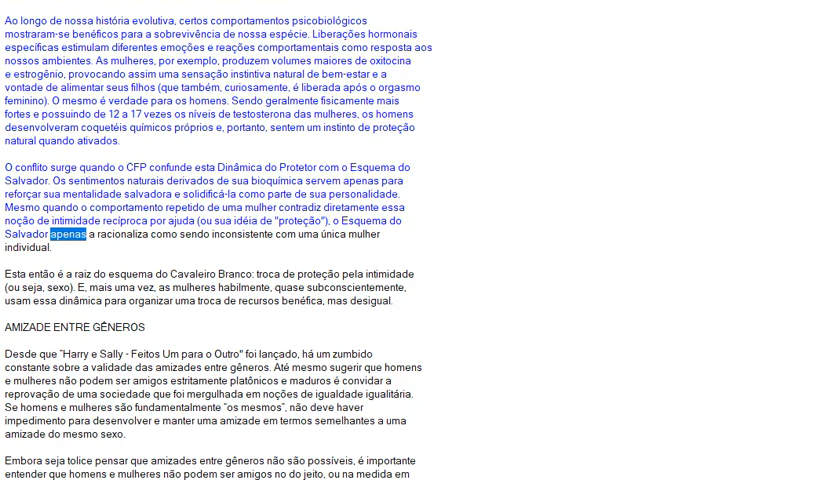 Ao longo de nossa história evolutiva, certos comportamentos psicobiológicos
mostraram-se benéficos para a sobrevivência de nossa espécie. Liberações hormonais
específicas estimulam diferentes emoções e reações comportamentais como resposta aos
nossos ambientes. As mulheres, por exemplo, produzem volumes maiores de oxitocina
e estrogênio, provocando assim uma sensação instintiva natural de bem-estar e a
vontade de alimentar seus filhos (que também, curiosamente, é liberada após o orgasmo
feminino). O mesmo é verdade para os homens. Sendo geralmente fisicamente mais
fortes e possuindo de 12 a 17 vezes os níveis de testosterona das mulheres, os homens
desenvolveram coquetéis químicos próprios e, portanto, sentem um instinto de proteção
natural quando ativados.
O conflito surge quando o CFP confunde esta Dinâmica do Protetor com o Esquema do
Salvador. Os sentimentos naturais derivados de sua bioquímica servem apenas para
reforçar sua mentalidade salvadora e solidificá-la como parte de sua personalidade.
Mesmo quando o comportamento repetido de uma mulher contradiz diretamente essa
noção de intimidade recíproca por ajuda (ou sua idéia de "proteção"), o Esquema do
Salvador apenas a racionaliza como sendo inconsistente com uma única mulher
individual.
Esta então é a raiz do esquema do Cavaleiro Branco: troca de proteção pela intimidade
(ou seja, sexo). E, mais uma vez, as mulheres habilmente, quase subconscientemente,
usam essa dinâmica para organizar uma troca de recursos benéfica, mas desigual.
AMIZADE ENTRE GÊNEROS
Desde que "Harry e Sally - Feitos Um para o Outro" foi lançado, há um zumbido
constante sobre a validade das amizades entre gêneros. Até mesmo sugerir que homens
e mulheres não podem ser amigos estritamente platônicos e maduros é convidar a
reprovação de uma sociedade que foi mergulhada em noções de igualdade igualitária.
Se homens e mulheres são fundamentalmente "os mesmos", não deve haver
impedimento para desenvolver e manter uma amizade em termos semelhantes a uma
amizade do mesmo sexo.
Embora seja tolice pensar que amizades entre gêneros não são possíveis, é importante
entender que homens e mulheres não podem ser amigos no do jeito, ou na medida em